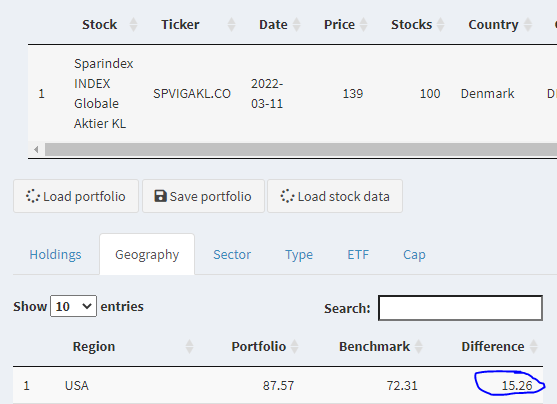 Stock Ticker Date Price Stocks Country
1 Sparindex INDEX Globale Aktier KL SPVIGAKL.CO 2022-03-11 139 100 Denmark
Load portfolio Save portfolio Load stock data
Holdings Geography Sector Type ETF Cap
Show 10 entries Search:
Region Portfolio Benchmark Difference
1 USA 87.57 72.31 15.26